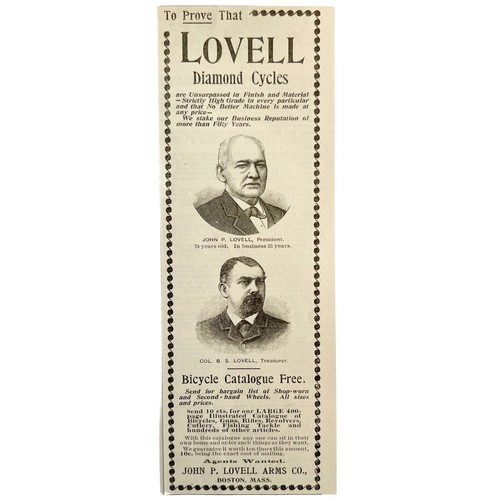 To Prove That
LOVELL
Diamond Cycles
are Unsurpassed in Finish and Material
—Strictly High Grade in every particular
and that No Better Machine is made at
any price—
We stake our Business Reputation of
more than Fifty Years.
JOHN P. LOVELL, President.
74 years old. In business 55 years.
COL. B. S. LOVELL, Treasurer.
Bicycle Catalogue Free.
Send for bargain list of Shop-worn
and Second-hand Wheels. All sizes
and prices.
Send 10 cts. for our LARGE 400-
page Illustrated Catalogue of
Bicycles, Guns, Rifles, Revolvers,
Cutlery, Fishing Tackle and
hundreds of other articles.
With this catalogue any one can sit in their
own homes and order such things as they want.
We guarantee it worth ten times this amount,
10c. being the exact cost of mailing.
Agents Wanted.
JOHN P. LOVELL ARMS CO.,
BOSTON, MASS.